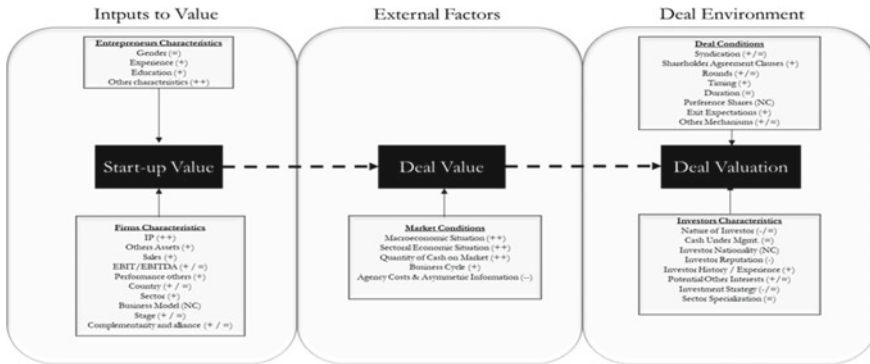 Intputs to Value
Entrepreneurs Characteristics
Gender (=)
Experience (+)
Education (+)
Other characteristics (++)
Start-up Value
Firms Characteristics
IP (++)
Others Assets (+)
Sales (+)
EBIT/EBITDA (+ / =)
Performance others (+)
Country (+ / =)
Sector (+)
Business Model (NC)
Stage (+ / =)
Complementarity and alliance (+ / =)
External Factors
Deal Value
Market Conditions
Macroeconomic Situation (++)
Sectoral Economic Situation (++)
Quantity of Cash on Market (++)
Business Cycle (+)
Agency Costs & Asymmetric Information (--)
Deal Environment
Deal Conditions
Syndication (+/=)
Shareholder Agreement Clauses (+)
Rounds (+/=)
Timing (+)
Duration (=)
Preference Shares (NC)
Exit Expectations (+)
Other Mechanisms (+/=)
Deal Valuation
Investors Characteristics
Nature of Investor (-/=)
Cash Under Mgmt. (=)
Investor Nationality (NC)
Investor Reputation (-)
Investor History / Experience (+)
Potential Other Interests (+/=)
Investment Strategy (-/=)
Sector Specialization (=)